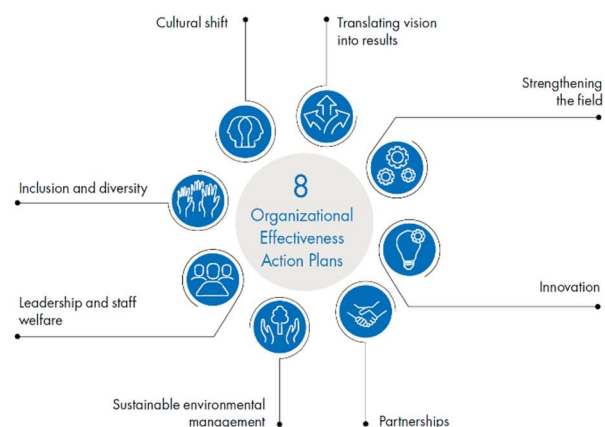 Cultural shift
Translating vision
into results
Strengthening
the field
Inclusion and diversity
8
Organizational
Effectiveness
Action Plans
Innovation
Leadership and staff
welfare
Sustainable environmental
management
Partnerships